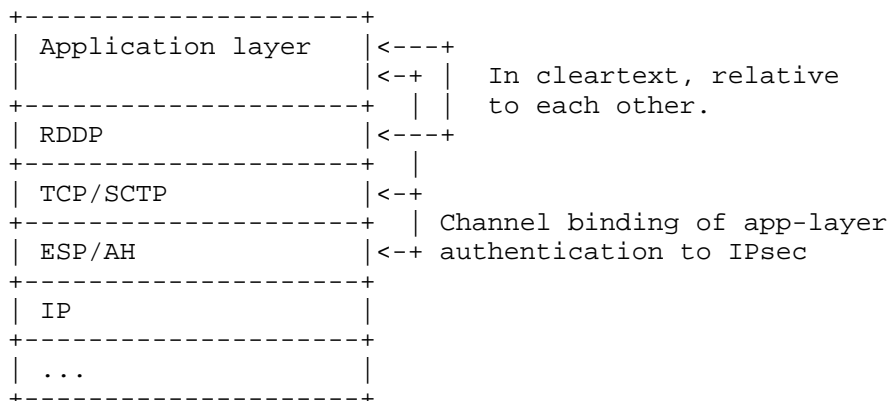 +---------------------+
| Application layer   |<---+
|                     |<-+ |   In cleartext, relative
+---------------------+  | |   to each other.
| RDDP                |<---+
+---------------------+  |
| TCP/SCTP            |<-+
+---------------------+  | Channel binding of app-layer
| ESP/AH              |<-+ authentication to IPsec
+---------------------+
| IP                  |
+---------------------+
| ...                 |
+---------------------+